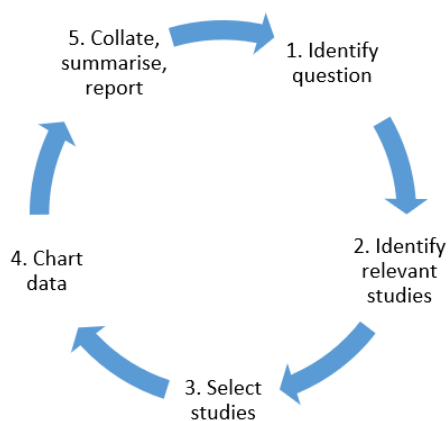 1. Identify
question
2. Identify
relevant
studies
3. Select
studies
4. Chart
data
5. Collate,
summarise,
report